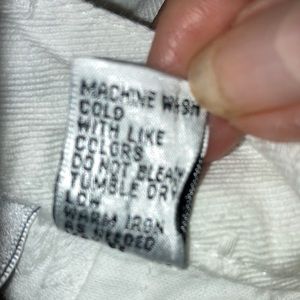 MACHINE WASH
COLD
WITH LIKE
COLORS
DO NOT BLEACH
TUMBLE DRY
LOW
WARM IRON
AS NEEDED